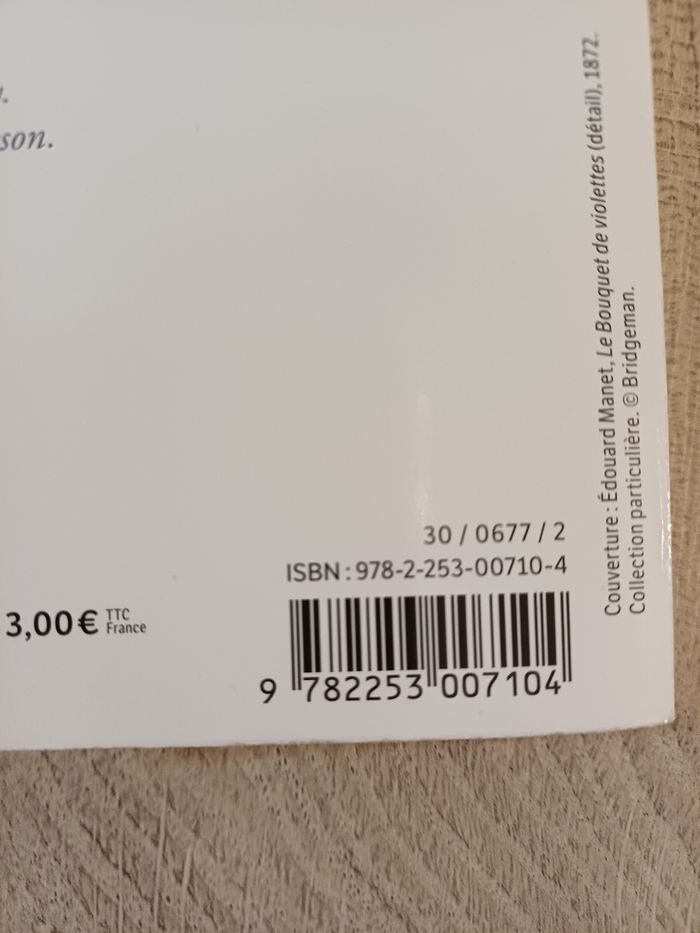 son.
Couverture : Édouard Manet, Le Bouquet de violettes (détail), 1872.
Collection particulière. © Bridgeman.
30 / 0677 / 2
ISBN : 978-2-253-00710-4
3,00 € TTC France
9 782253 007104